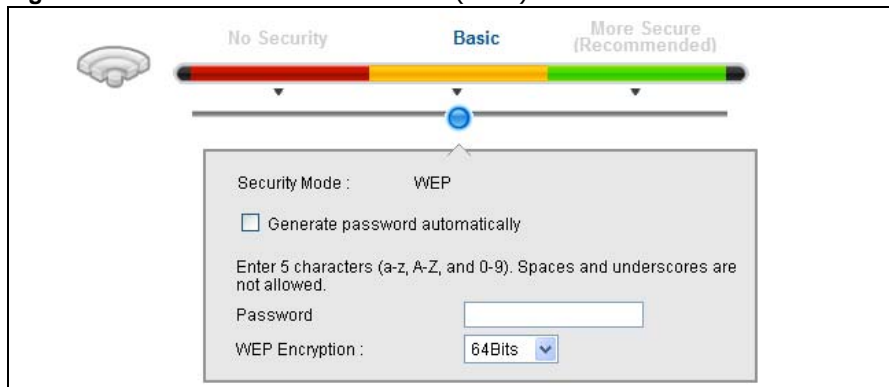 No Security
Basic
More Secure
(Recommended)
Security Mode :
WEP
Generate password automatically
Enter 5 characters (a-z, A-Z, and 0-9). Spaces and underscores are
not allowed.
Password
WEP Encryption :
64Bits